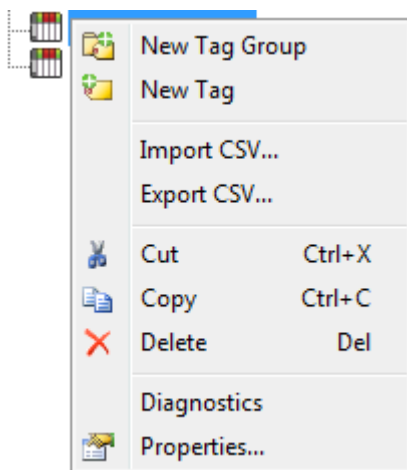 New Tag Group
New Tag
Import CSV...
Export CSV...
Cut Ctrl+X
Copy Ctrl+C
Delete Del
Diagnostics
Properties...